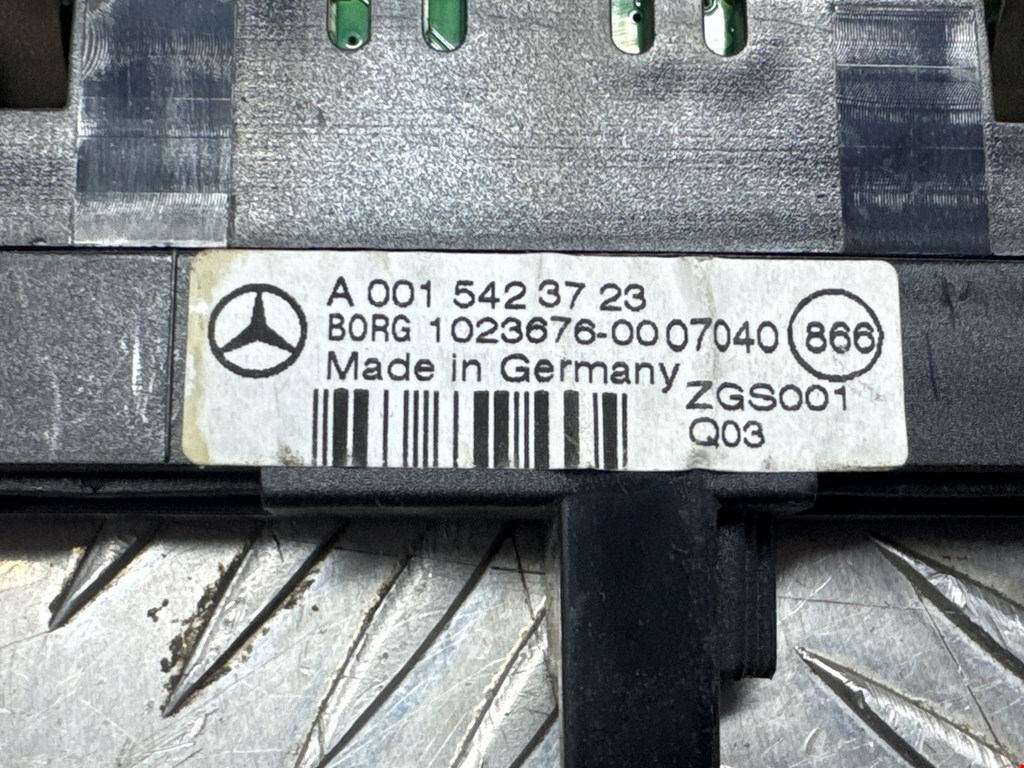 A 001 542 37 23
BORG 1023676-00 07040 866
Made in Germany
ZGS001
Q03